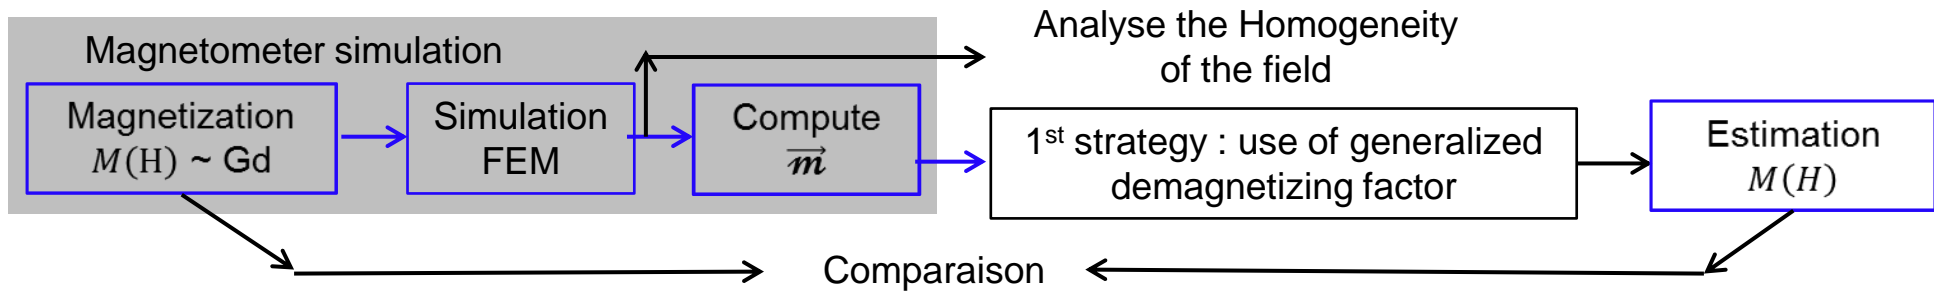 Magnetometer simulation
Analyse the Homogeneity
of the field
Magnetization
M(H) ~ Gd
Simulation
FEM
Compute
m⃗
1st strategy : use of generalized
demagnetizing factor
Estimation
M(H)
Comparaison